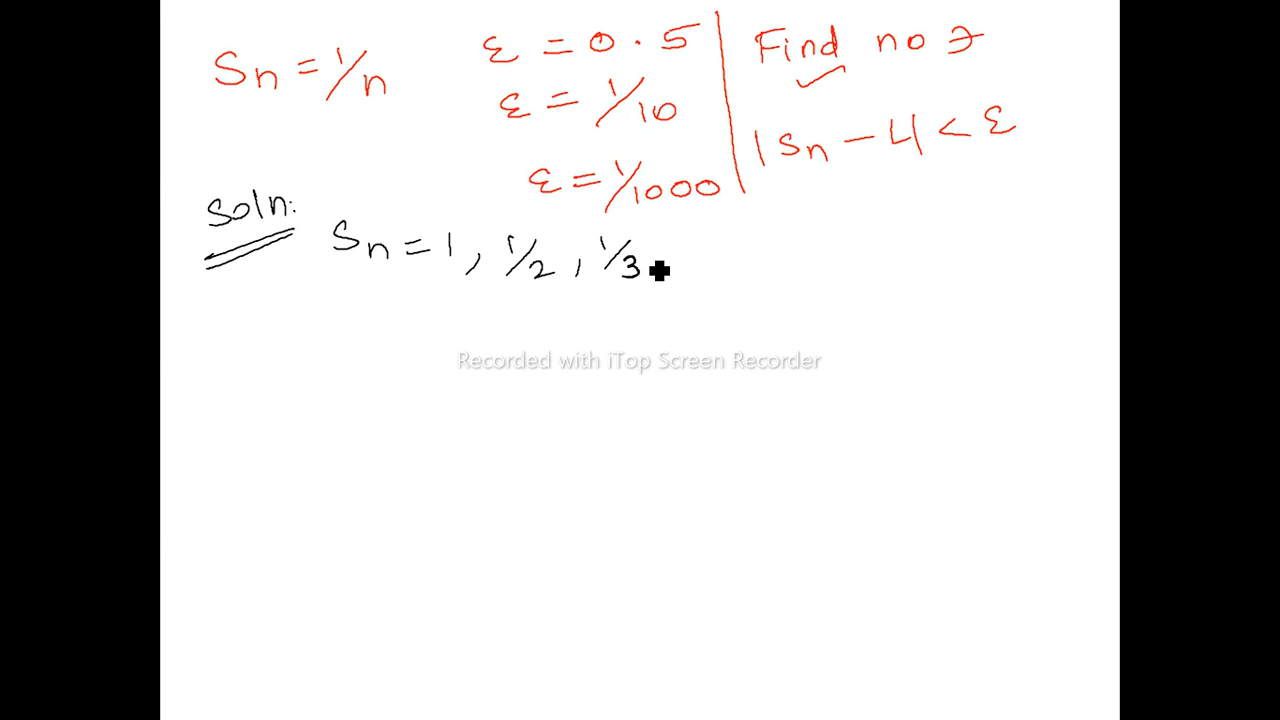 Sn = 1/n
ε = 0.5
ε = 1/10
ε = 1/1000
Find no ∋
|Sn - L| < ε
Soln:
Sn = 1, 1/2, 1/3
Recorded with iTop Screen Recorder